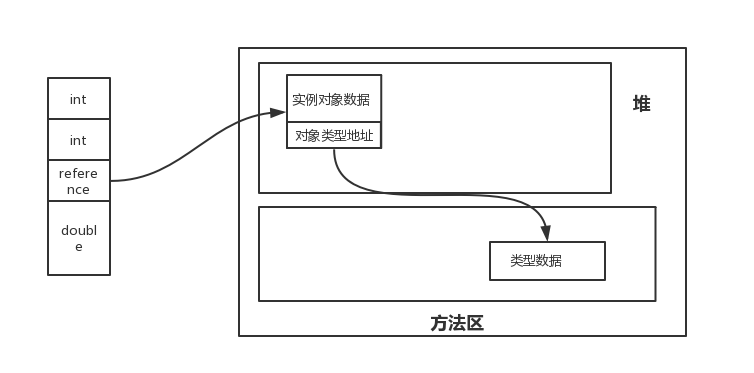 int
int
refere
nce
doubl
e
实例对象数据
对象类型地址
堆
类型数据
方法区